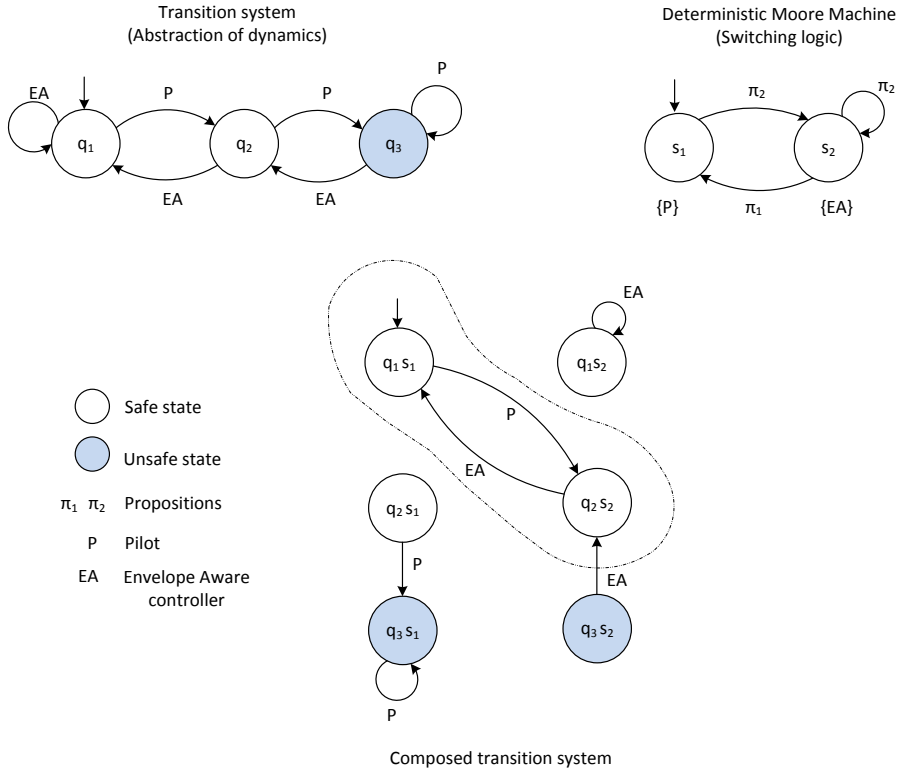 Transition system
(Abstraction of dynamics)
Deterministic Moore Machine
(Switching logic)
EA
P
P
P
q1
q2
q3
EA
EA
π2
π2
s1
s2
{P}
π1
{EA}
EA
q1 s1
q1s2
P
EA
Safe state
Unsafe state
π1 π2 Propositions
P Pilot
EA Envelope Aware
controller
q2 s1
q2 s2
P
EA
q3 s1
q3 s2
P
Composed transition system